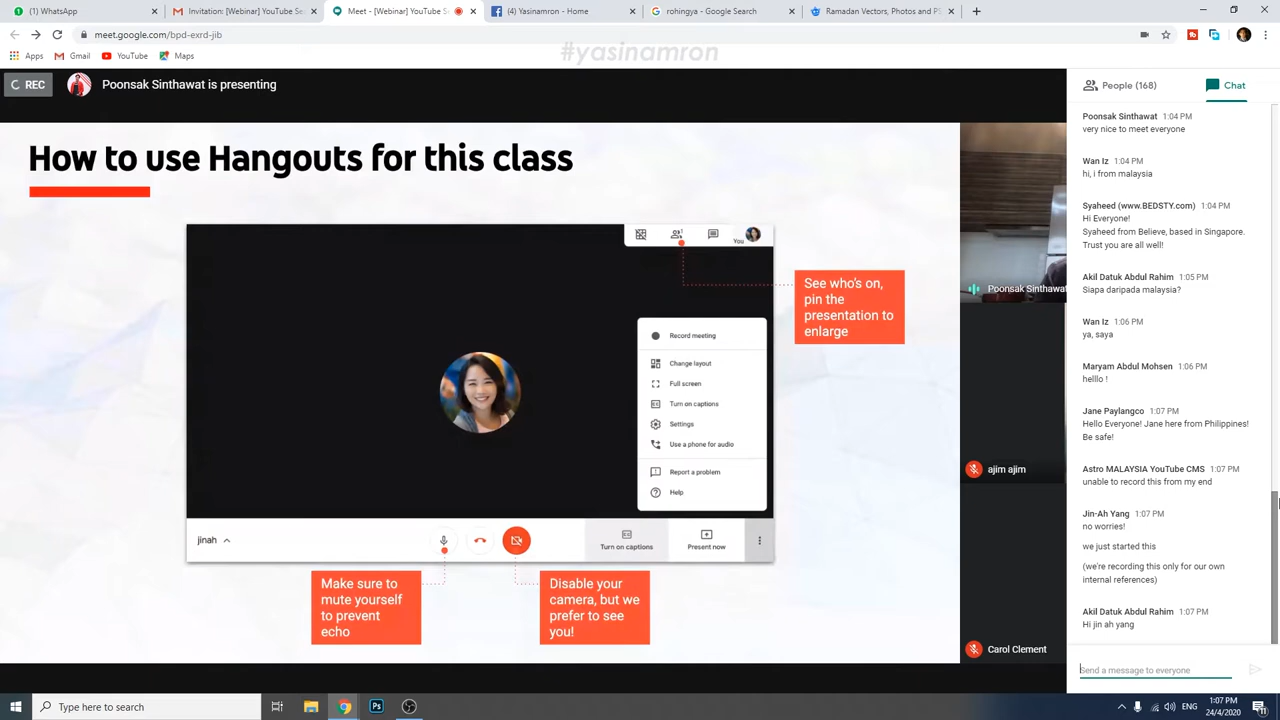 (1) WhatsApp
Invitation: [Webinar] YouTube Se
Meet - [Webinar] YouTube Se
(4) Yasinamron - Home
rohingya - Google Search
Ramadan Vectors, Photos and PS
meet.google.com/bpd-exrd-jib
Apps
Gmail
YouTube
Maps
#yasinamron
REC
Poonsak Sinthawat is presenting
People (168)
Chat
How to use Hangouts for this class
You
See who's on,
pin the
presentation to
enlarge
Record meeting
Change layout
Full screen
Turn on captions
Settings
Use a phone for audio
Report a problem
Help
jinah
Turn on captions
Present now
Make sure to
mute yourself
to prevent
echo
Disable your
camera, but we
prefer to see
you!
Poonsak Sinthawat
ajim ajim
Carol Clement
Poonsak Sinthawat 1:04 PM
very nice to meet everyone
Wan Iz 1:04 PM
hi, i from malaysia
Syaheed (www.BEDSTY.com) 1:04 PM
Hi Everyone!
Syaheed from Believe, based in Singapore.
Trust you are all well!
Akil Datuk Abdul Rahim 1:05 PM
Siapa daripada malaysia?
Wan Iz 1:06 PM
ya, saya
Maryam Abdul Mohsen 1:06 PM
helllo !
Jane Paylangco 1:07 PM
Hello Everyone! Jane here from Philippines!
Be safe!
Astro MALAYSIA YouTube CMS 1:07 PM
unable to record this from my end
Jin-Ah Yang 1:07 PM
no worries!
we just started this
(we're recording this only for our own
internal references)
Akil Datuk Abdul Rahim 1:07 PM
Hi jin ah yang
Send a message to everyone
Type here to search
Ps
ENG
1:07 PM
24/4/2020